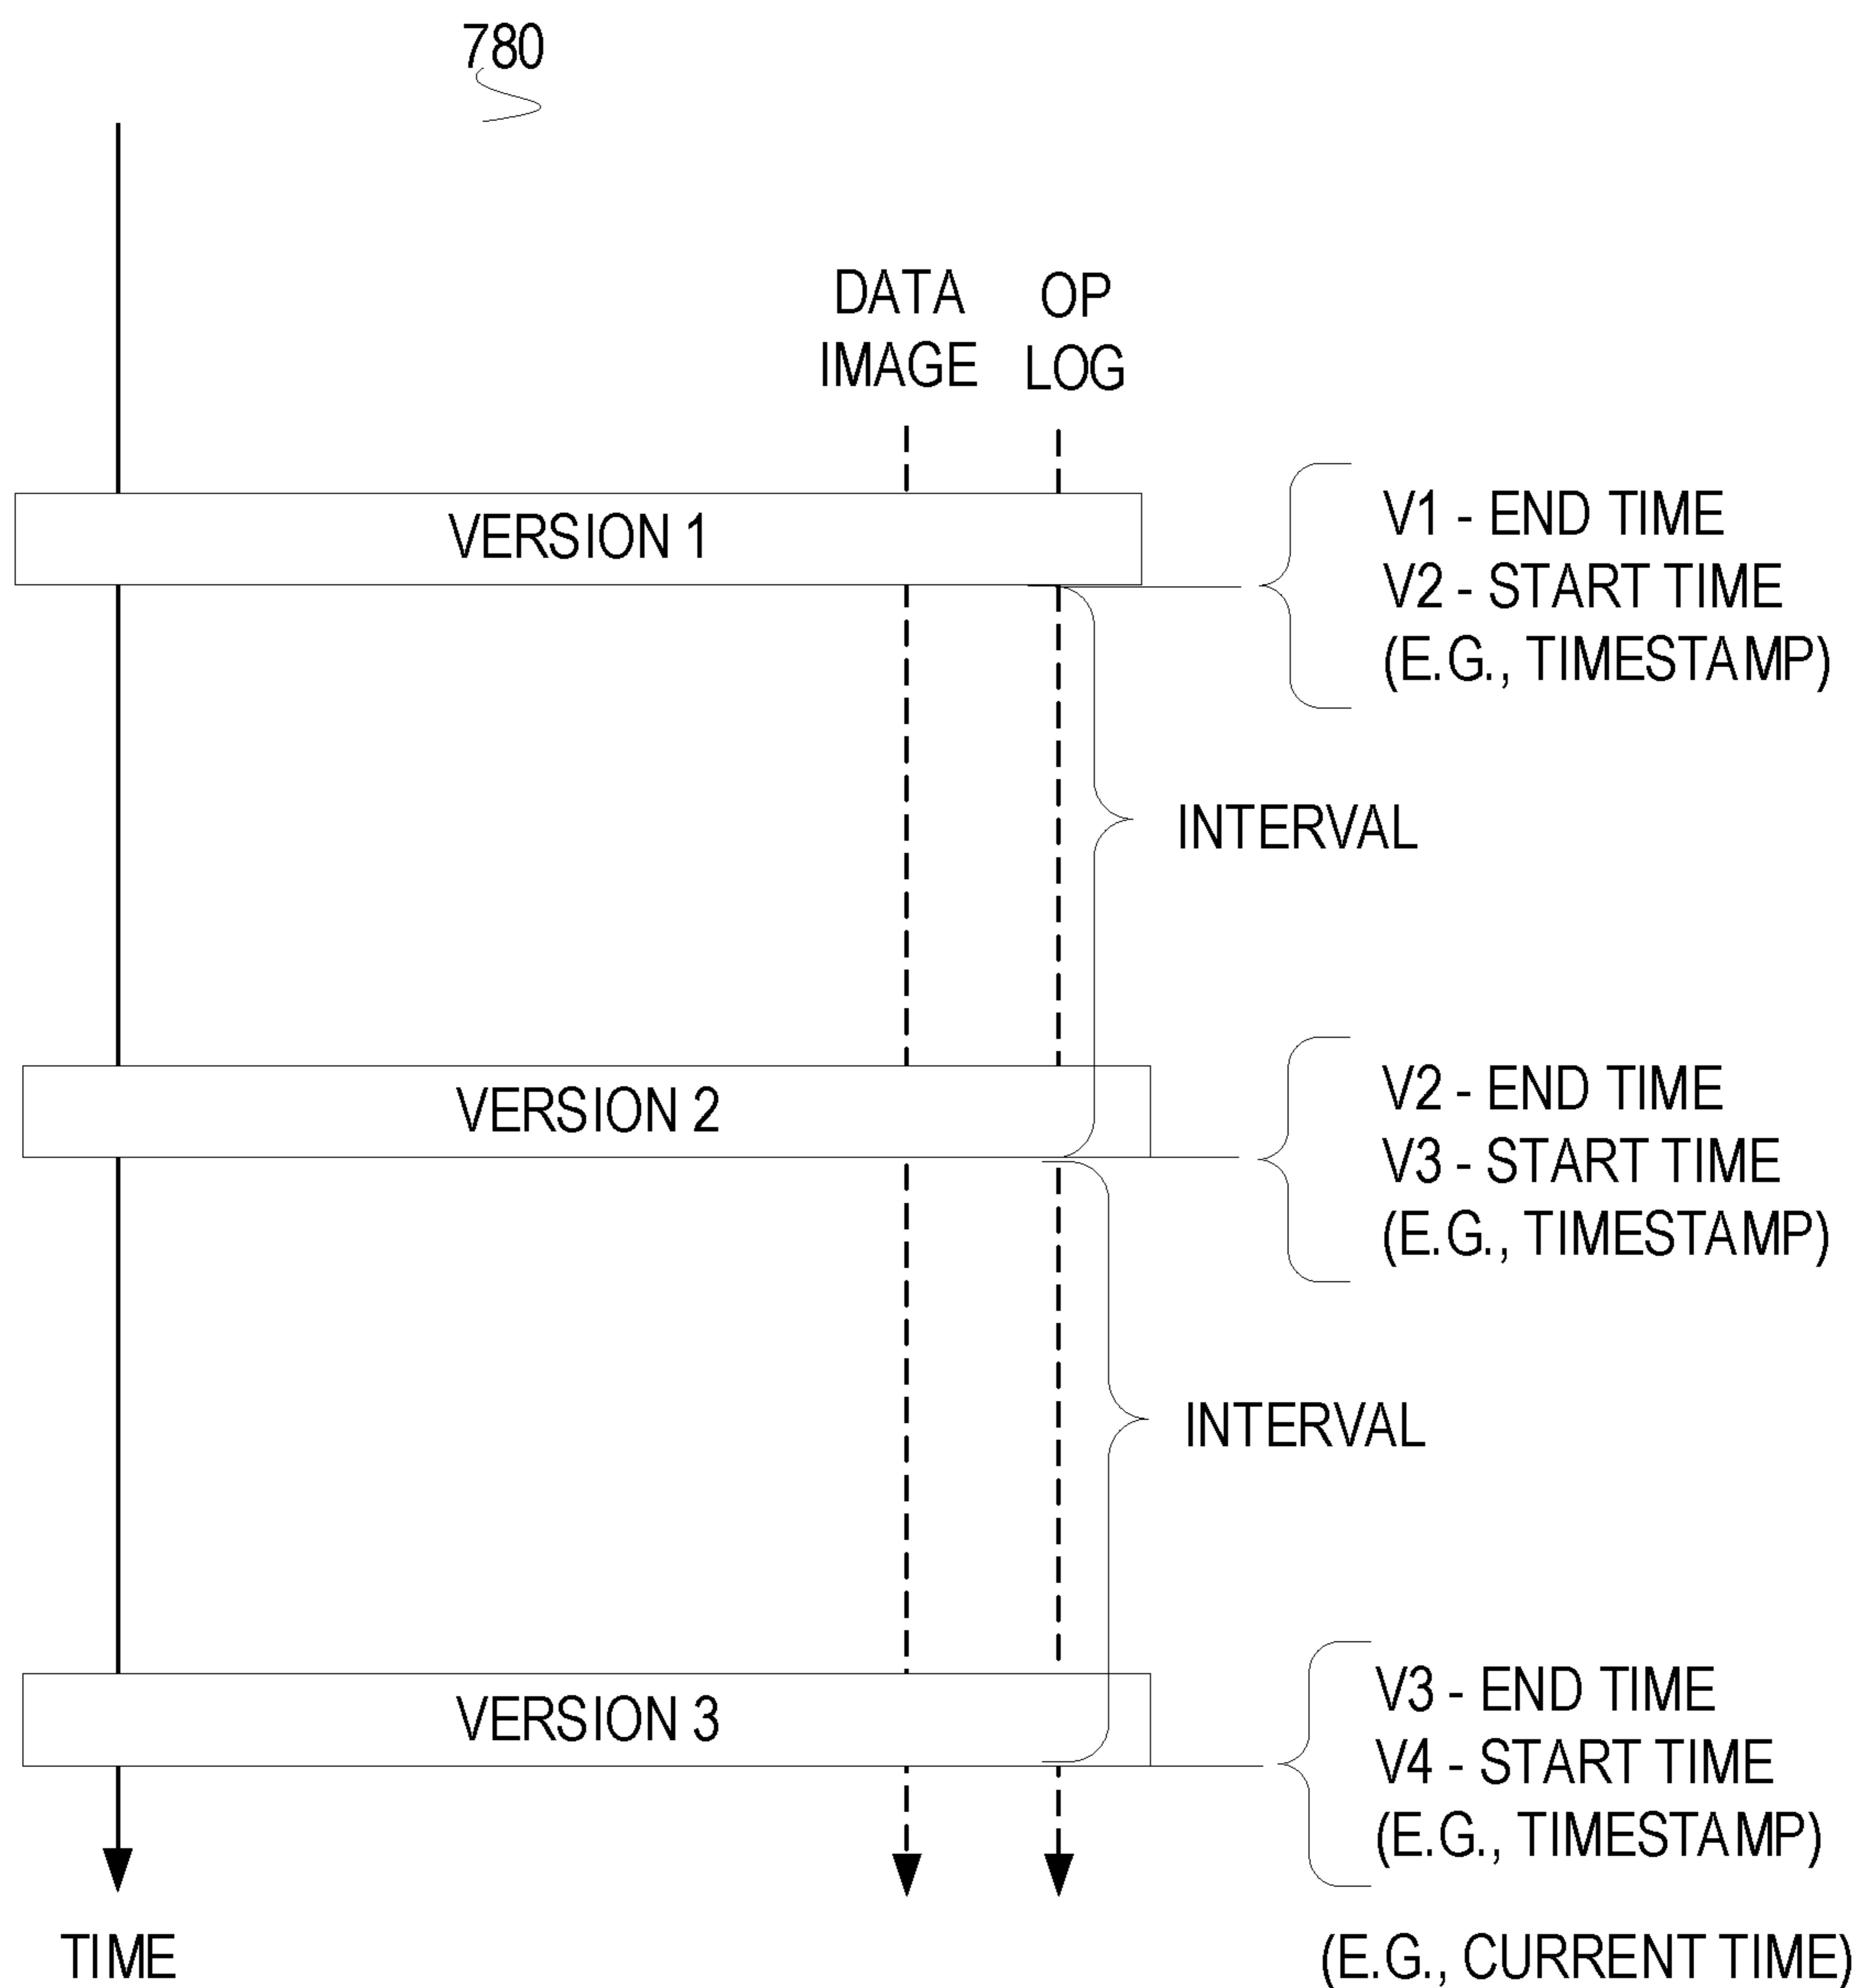 780
DATA IMAGE
OP LOG
VERSION 1
V1 - END TIME
V2 - START TIME
(E.G., TIMESTAMP)
INTERVAL
VERSION 2
V2 - END TIME
V3 - START TIME
(E.G., TIMESTAMP)
INTERVAL
VERSION 3
V3 - END TIME
V4 - START TIME
(E.G., TIMESTAMP)
TIME
(E.G., CURRENT TIME)